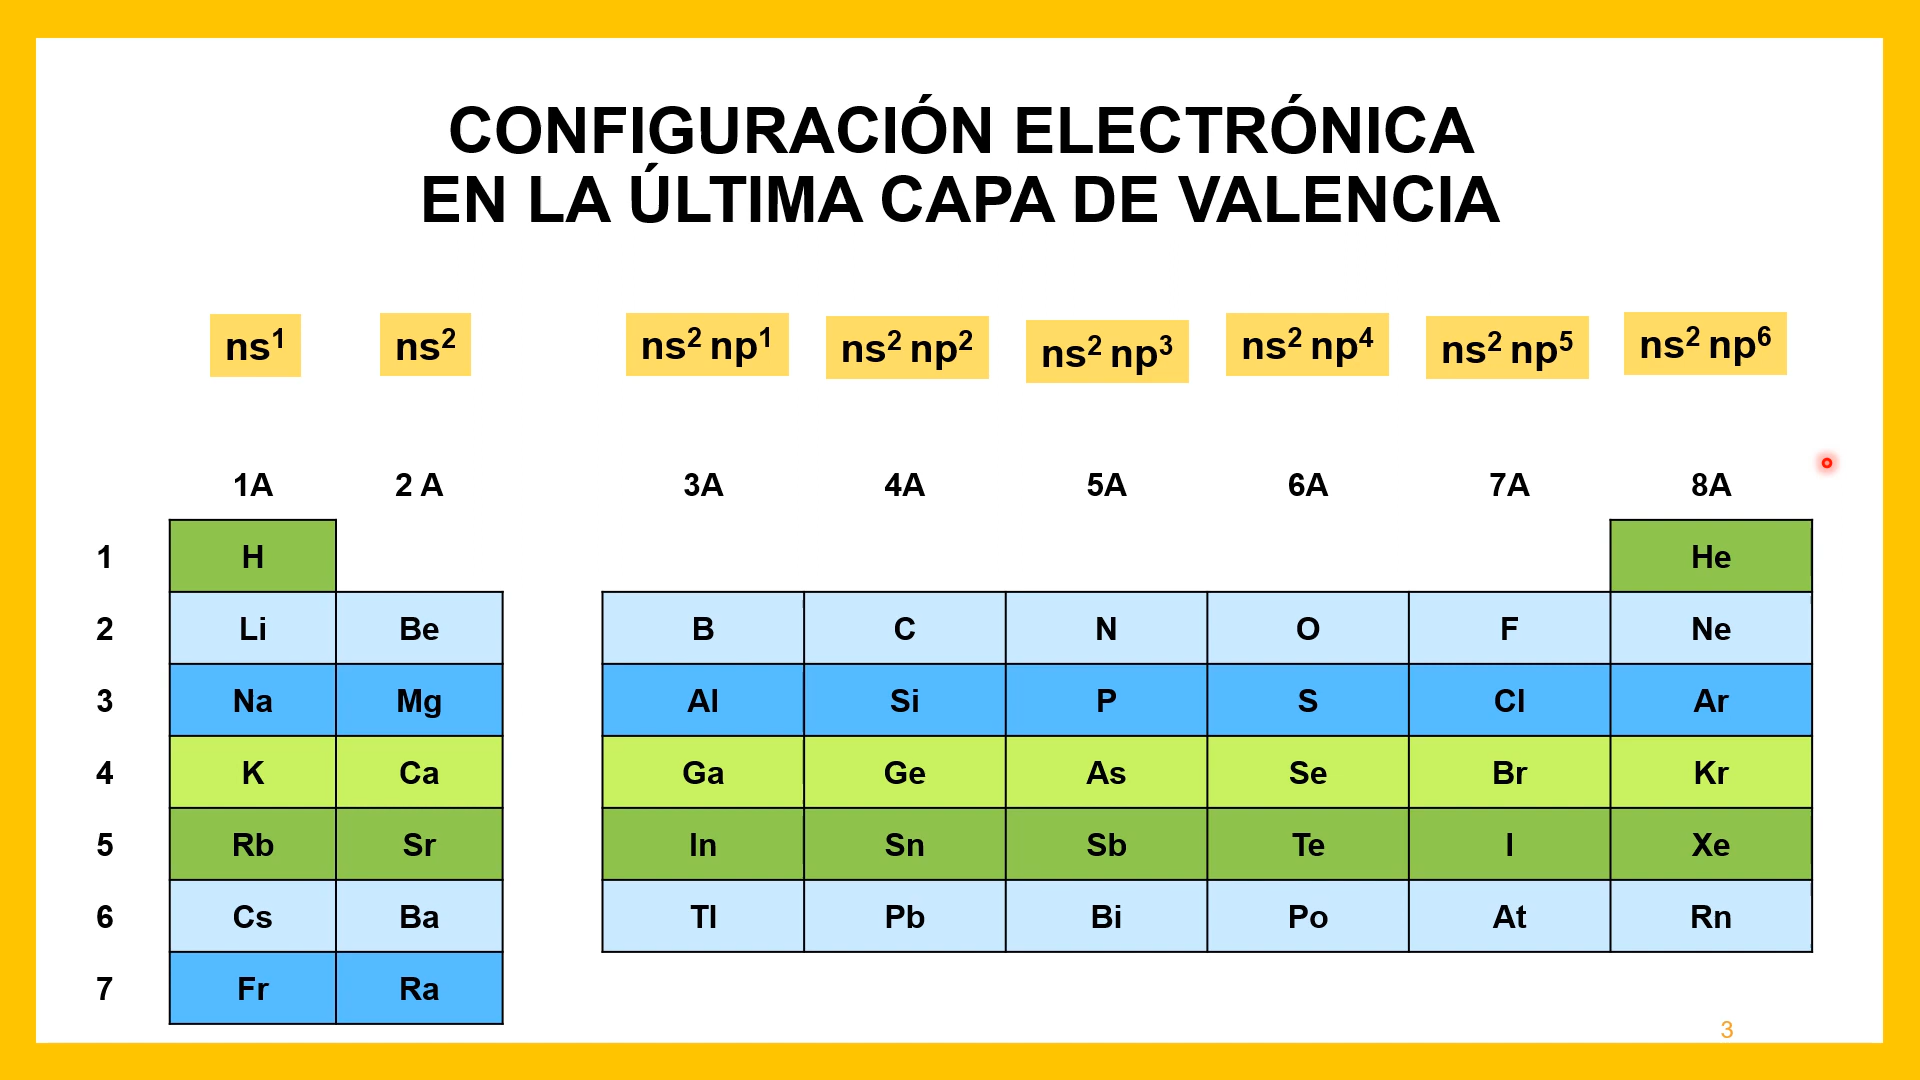 CONFIGURACIÓN ELECTRÓNICA
EN LA ÚLTIMA CAPA DE VALENCIA
ns¹ ns² ns² np¹ ns² np² ns² np³ ns² np⁴ ns² np⁵ ns² np⁶
1A 2 A 3A 4A 5A 6A 7A 8A
1 H He
2 Li Be B C N O F Ne
3 Na Mg Al Si P S Cl Ar
4 K Ca Ga Ge As Se Br Kr
5 Rb Sr In Sn Sb Te I Xe
6 Cs Ba Tl Pb Bi Po At Rn
7 Fr Ra
3